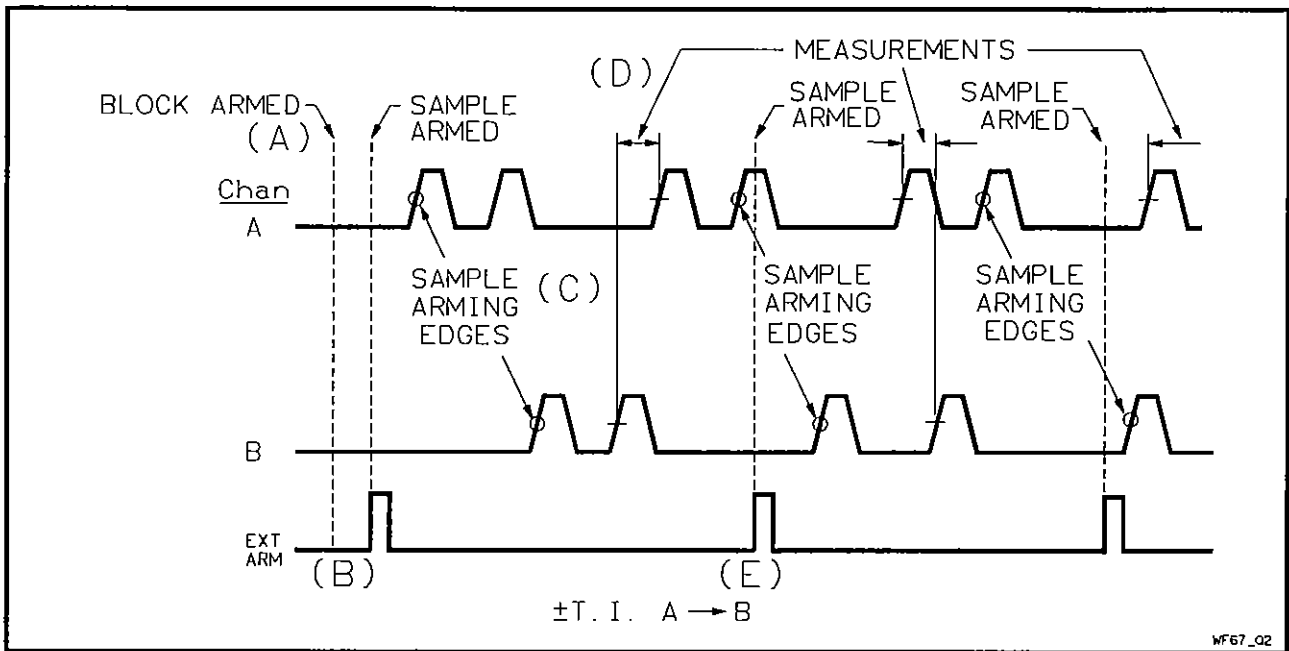 MEASUREMENTS
(D)
BLOCK ARMED
(A)
SAMPLE
ARMED
SAMPLE
ARMED
SAMPLE
ARMED
Chan
A
SAMPLE
ARMING
EDGES
(C)
SAMPLE
ARMING
EDGES
SAMPLE
ARMING
EDGES
B
EXT
ARM
(B)
(E)
±T.I. A → B
WF67_02